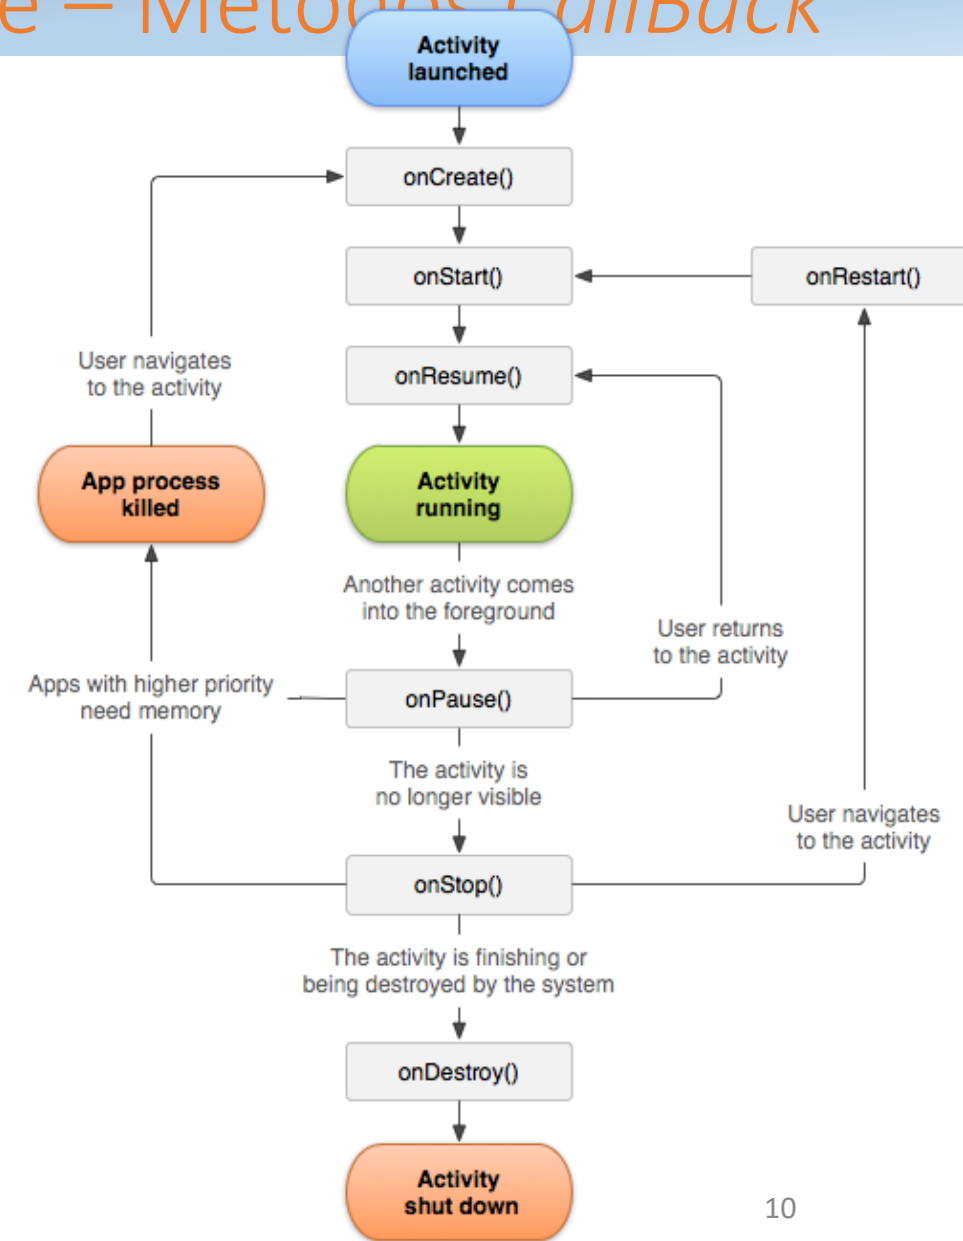 e – Métodos CallBack
Activity
launched
onCreate()
onStart()
onRestart()
onResume()
User navigates
to the activity
App process
killed
Activity
running
Another activity comes
into the foreground
User returns
to the activity
Apps with higher priority
need memory
onPause()
The activity is
no longer visible
User navigates
to the activity
onStop()
The activity is finishing or
being destroyed by the system
onDestroy()
Activity
shut down
10